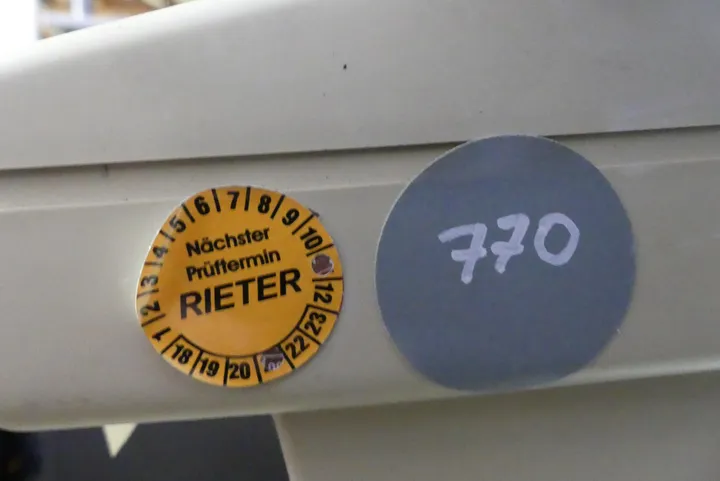 Nächster
Prüftermin
RIETER
1 2 3 4 5 6 7 8 9 10 12
18 19 20 22 23
770